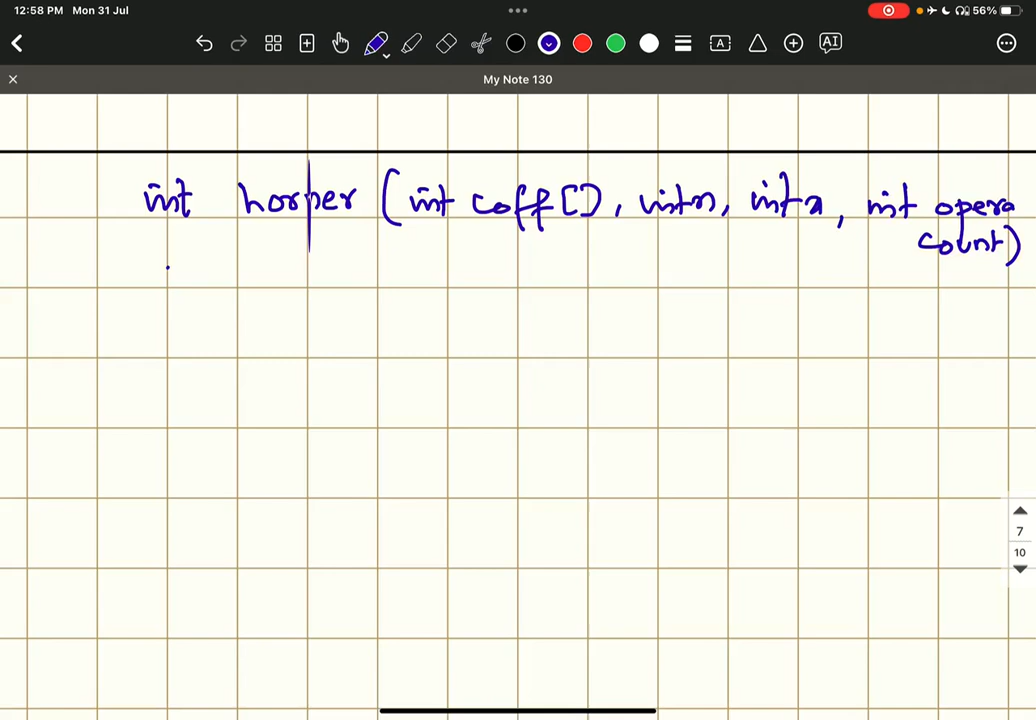 12:58 PM Mon 31 Jul
56%
A
AI
My Note 130
int horner (int coff[], int n, int x, int opera
count)
7
10